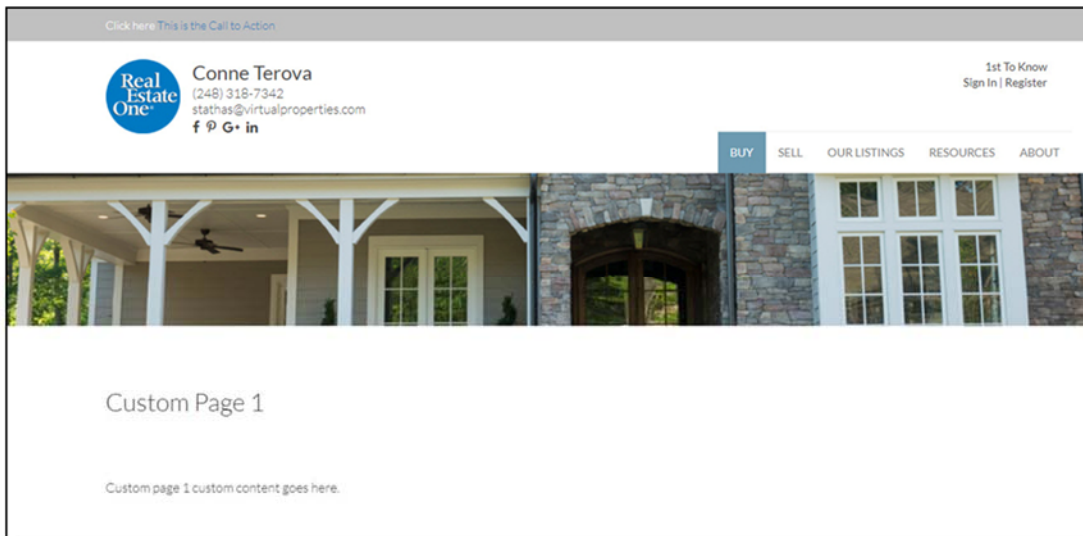 Click here This is the Call to Action
Real
Estate
One
Conne Terova
(248) 318-7342
stathas@virtualproperties.com
f P G+ in
1st To Know
Sign In | Register
BUY SELL OUR LISTINGS RESOURCES ABOUT
Custom Page 1
Custom page 1 custom content goes here.